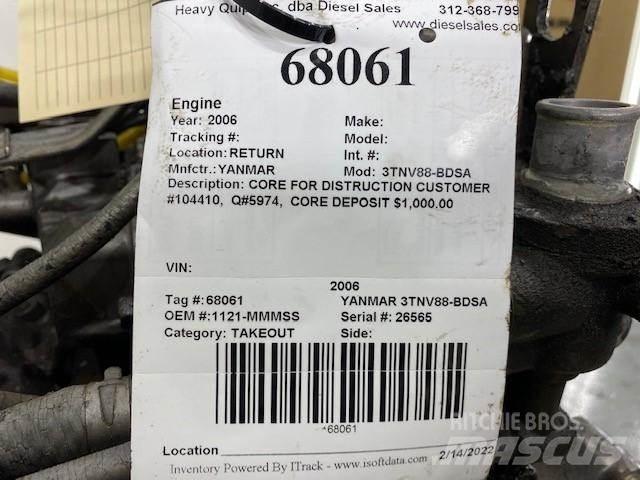 Heavy Quip dba Diesel Sales 312-368-799
www.dieselsales.co
68061
Engine
Year: 2006 Make:
Tracking #: Model:
Location: RETURN Int. #:
Mnfctr.: YANMAR Mod: 3TNV88-BDSA
Description: CORE FOR DISTRUCTION CUSTOMER
#104410, Q#5974, CORE DEPOSIT $1,000.00
VIN:
2006
Tag #: 68061 YANMAR 3TNV88-BDSA
OEM #: 1121-MMMSS Serial #: 26565
Category: TAKEOUT Side:
*68061
Location
2/14/2022
Inventory Powered By ITrack - www.isoftdata.com
RITCHIE BROS.
MASCUS